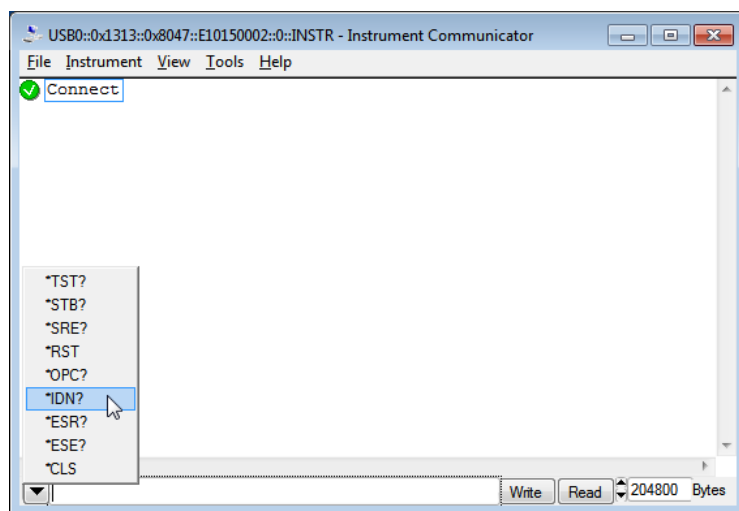 USB0::0x1313::0x8047::E10150002::0::INSTR - Instrument Communicator
File Instrument View Tools Help
Connect
*TST?
*STB?
*SRE?
*RST
*OPC?
*IDN?
*ESR?
*ESE?
*CLS
Write Read 204800 Bytes